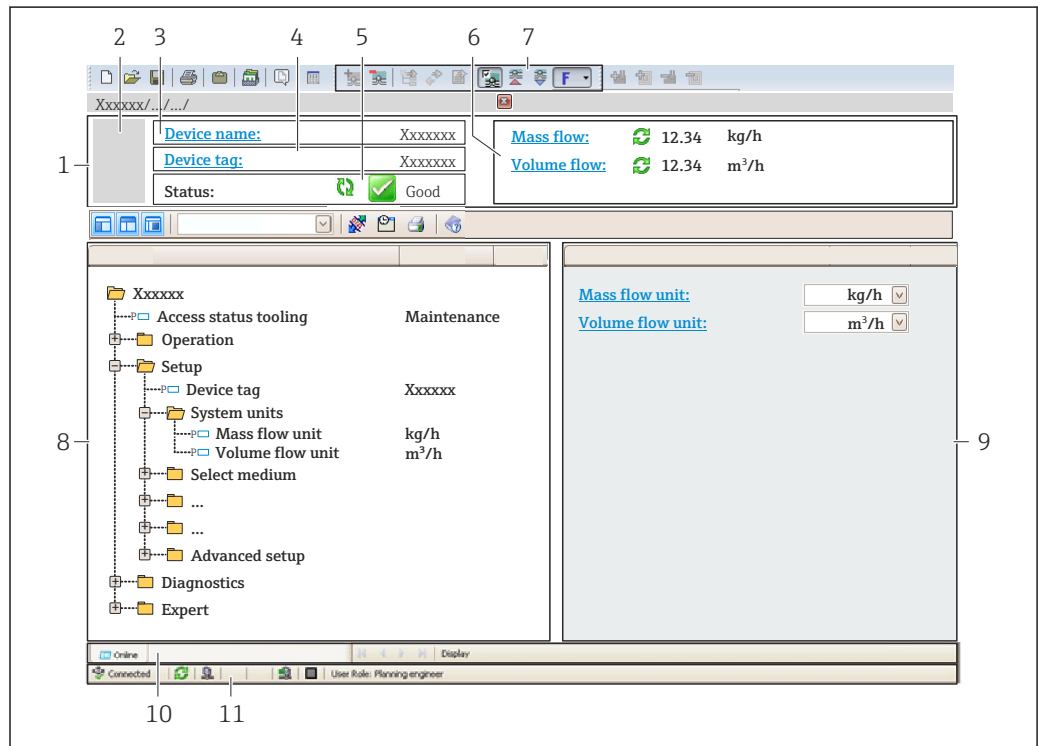 2 3 4 5 6 7
F
Xxxxxx/.../.../
1
Device name: Xxxxxxx
Device tag: Xxxxxxx
Status: Good
Mass flow: 12.34 kg/h
Volume flow: 12.34 m³/h
Xxxxxx
P Access status tooling Maintenance
Operation
Setup
P Device tag Xxxxxx
System units
P Mass flow unit kg/h
P Volume flow unit m³/h
Select medium
...
...
Advanced setup
Diagnostics
Expert
8
Mass flow unit: kg/h
Volume flow unit: m³/h
9
Online Display
Connected User Role: Planning engineer
10 11